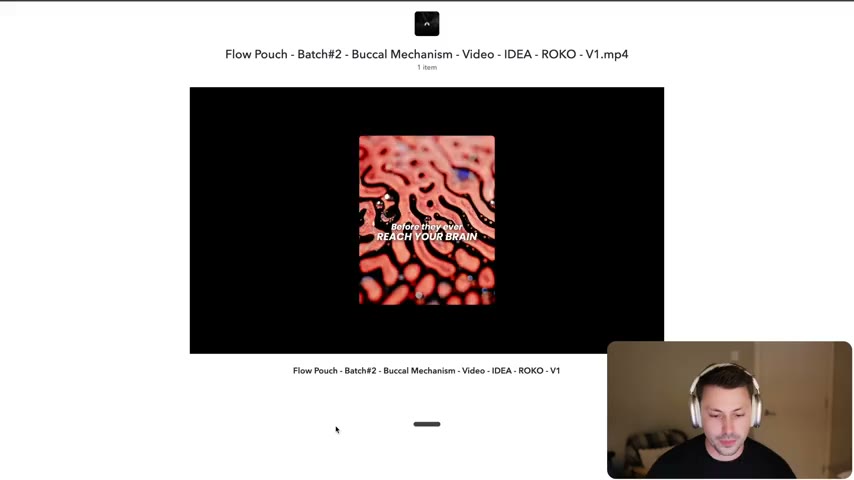 Flow Pouch - Batch#2 - Buccal Mechanism - Video - IDEA - ROKO - V1.mp4
1 item
Before they ever
REACH YOUR BRAIN
Flow Pouch - Batch#2 - Buccal Mechanism - Video - IDEA - ROKO - V1